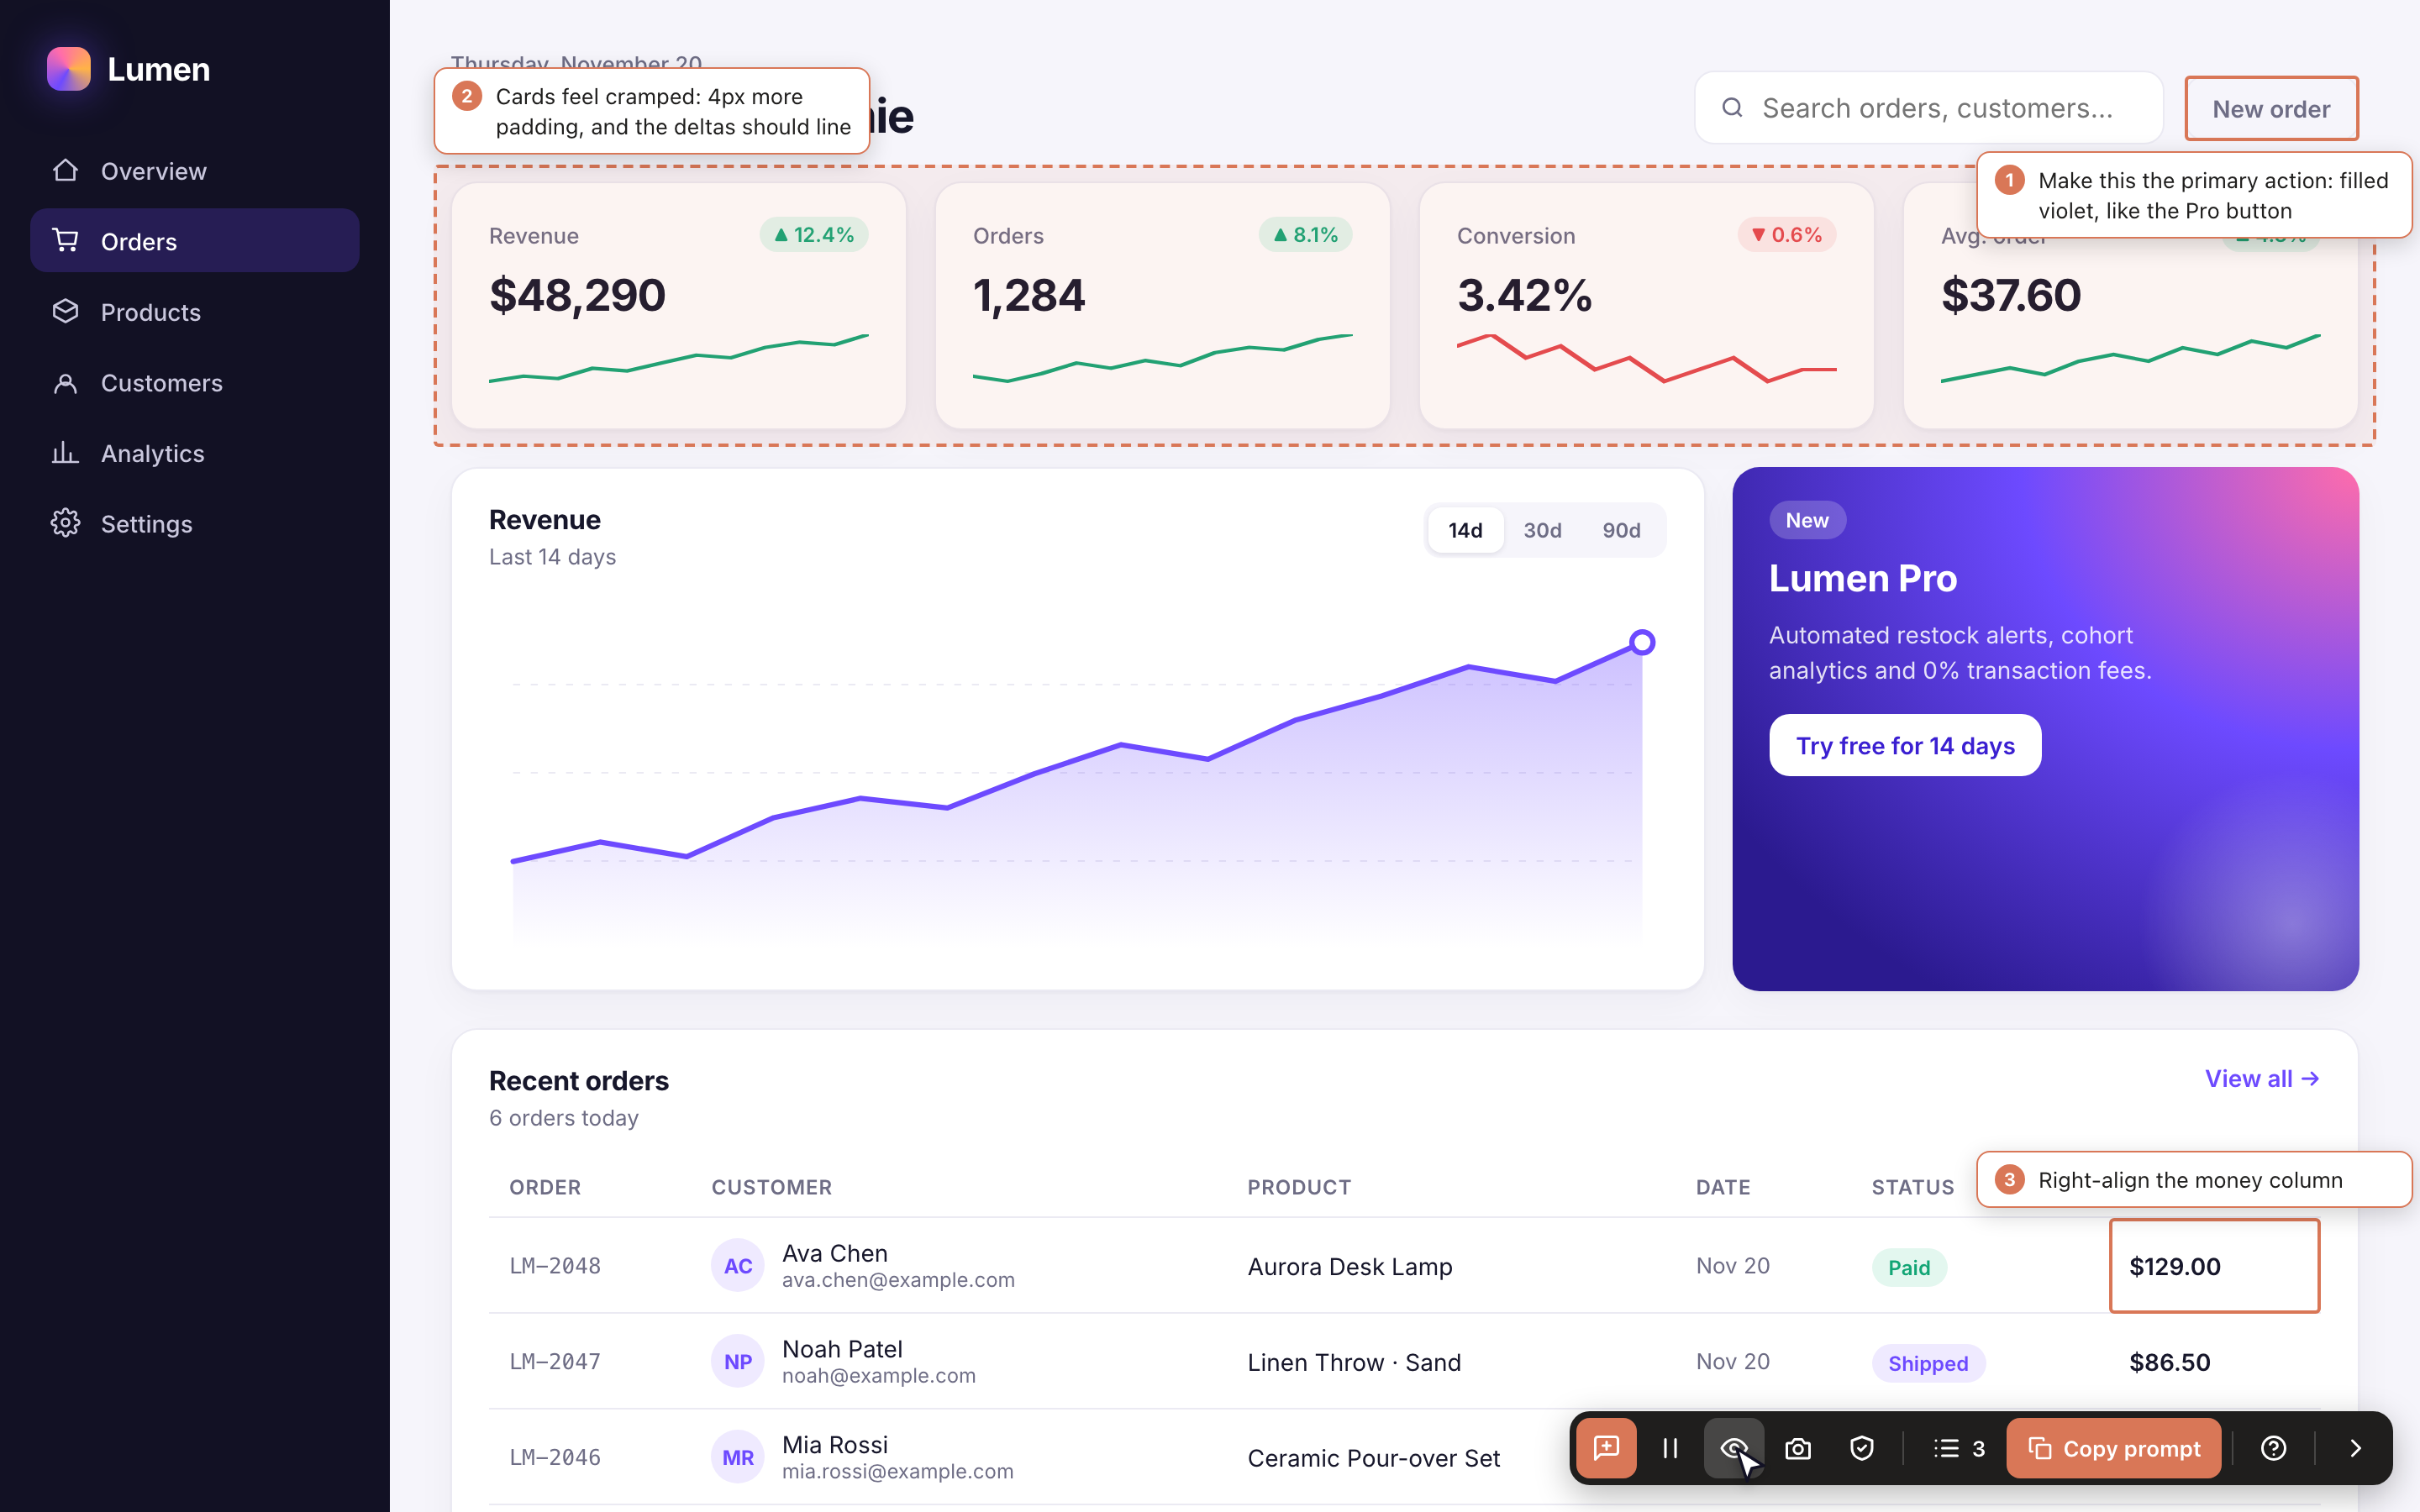 Lumen
Overview
Orders
Products
Customers
Analytics
Settings
Thursday, November 20
2 Cards feel cramped: 4px more
padding, and the deltas should line
Search orders, customers...
New order
1 Make this the primary action: filled
violet, like the Pro button
Revenue
12.4%
$48,290
Orders
8.1%
1,284
Conversion
0.6%
3.42%
Avg. order
$37.60
Revenue
Last 14 days
14d 30d 90d
New
Lumen Pro
Automated restock alerts, cohort
analytics and 0% transaction fees.
Try free for 14 days
Recent orders
6 orders today
View all →
3 Right-align the money column
ORDER CUSTOMER PRODUCT DATE STATUS
LM-2048 AC Ava Chen Aurora Desk Lamp Nov 20 Paid $129.00
ava.chen@example.com
LM-2047 NP Noah Patel Linen Throw · Sand Nov 20 Shipped $86.50
noah@example.com
LM-2046 MR Mia Rossi Ceramic Pour-over Set
mia.rossi@example.com
3 Copy prompt